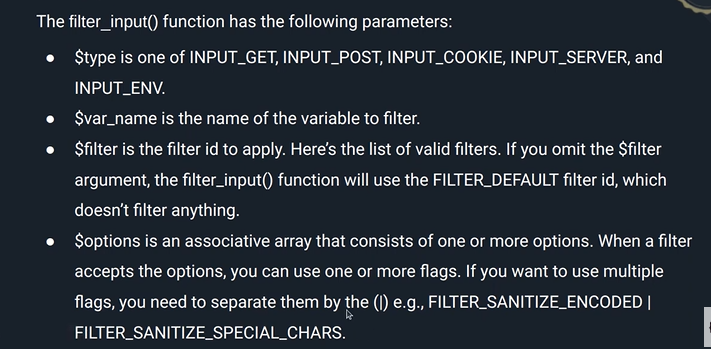 The filter_input() function has the following parameters:
● $type is one of INPUT_GET, INPUT_POST, INPUT_COOKIE, INPUT_SERVER, and
INPUT_ENV.
● $var_name is the name of the variable to filter.
● $filter is the filter id to apply. Here’s the list of valid filters. If you omit the $filter
argument, the filter_input() function will use the FILTER_DEFAULT filter id, which
doesn’t filter anything.
● $options is an associative array that consists of one or more options. When a filter
accepts the options, you can use one or more flags. If you want to use multiple
flags, you need to separate them by the (|) e.g., FILTER_SANITIZE_ENCODED |
FILTER_SANITIZE_SPECIAL_CHARS.